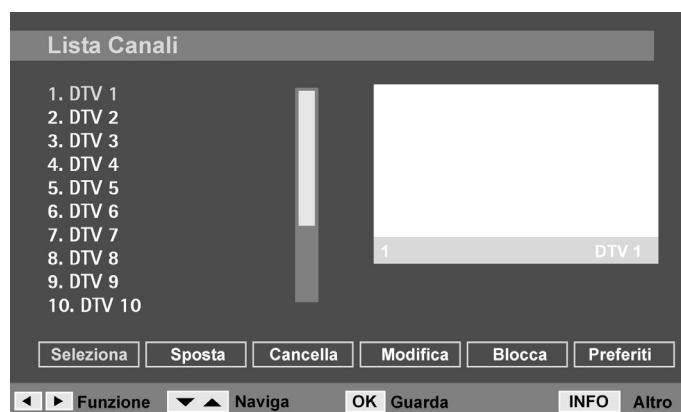 Lista Canali
1. DTV 1
2. DTV 2
3. DTV 3
4. DTV 4
5. DTV 5
6. DTV 6
7. DTV 7
8. DTV 8
9. DTV 9
10. DTV 10
1 DTV 1
Seleziona Sposta Cancella Modifica Blocca Preferiti
Funzione Naviga OK Guarda INFO Altro